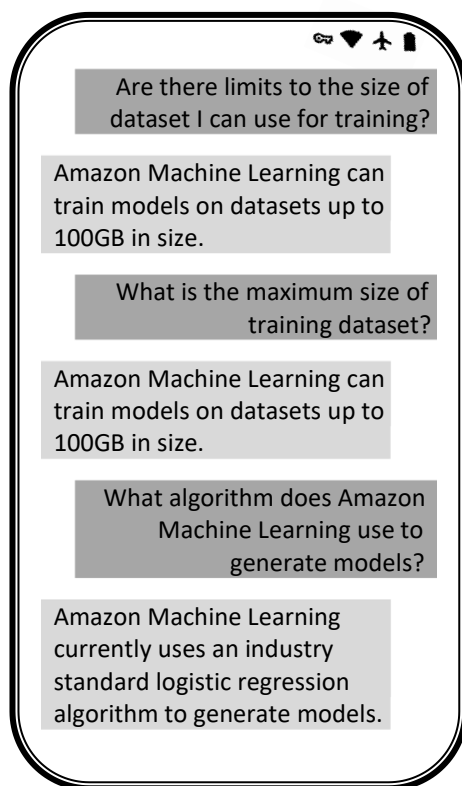 Are there limits to the size of
dataset I can use for training?
Amazon Machine Learning can
train models on datasets up to
100GB in size.
What is the maximum size of
training dataset?
Amazon Machine Learning can
train models on datasets up to
100GB in size.
What algorithm does Amazon
Machine Learning use to
generate models?
Amazon Machine Learning
currently uses an industry
standard logistic regression
algorithm to generate models.